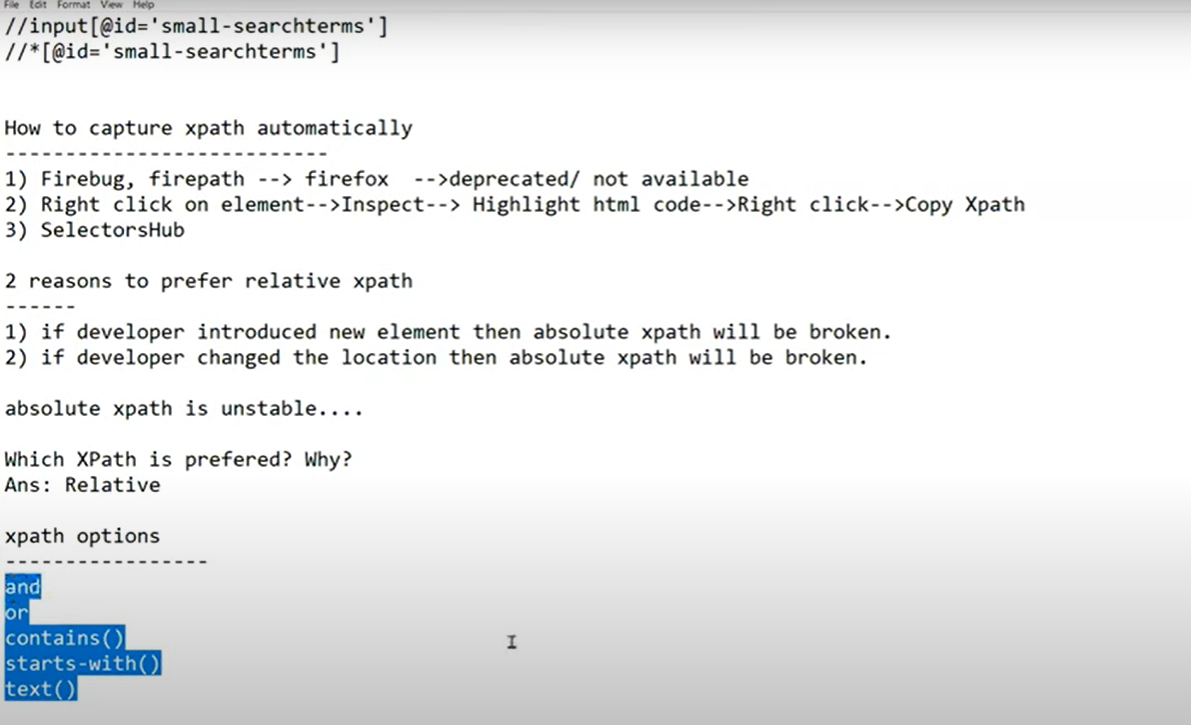 File Edit Format View Help
//input[@id='small-searchterms']
//*[@id='small-searchterms']
How to capture xpath automatically
---------------------------
1) Firebug, firepath --> firefox  -->deprecated/ not available
2) Right click on element-->Inspect--> Highlight html code-->Right click-->Copy Xpath
3) SelectorsHub
2 reasons to prefer relative xpath
------
1) if developer introduced new element then absolute xpath will be broken.
2) if developer changed the location then absolute xpath will be broken.
absolute xpath is unstable....
Which XPath is prefered? Why?
Ans: Relative
xpath options
-----------------
and
or
contains()
starts-with()
text()